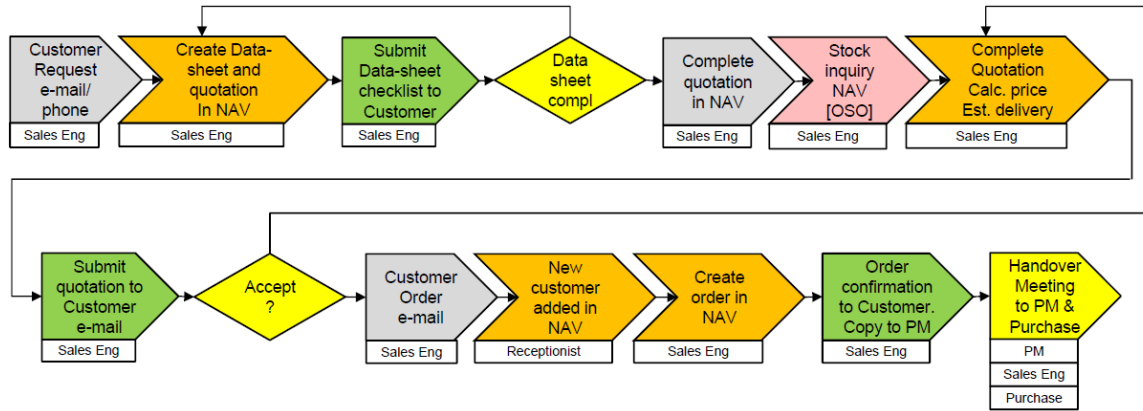 Customer
Request
e-mail/
phone
Sales Eng
Create Data-
sheet and
quotation
In NAV
Sales Eng
Submit
Data-sheet
checklist to
Customer
Sales Eng
Data
sheet
compl
Complete
quotation
in NAV
Sales Eng
Stock
inquiry
NAV
[OSO]
Sales Eng
Complete
Quotation
Calc. price
Est. delivery
Sales Eng
Submit
quotation to
Customer
e-mail
Sales Eng
Accept
?
Customer
Order
e-mail
Sales Eng
New
customer
added in
NAV
Receptionist
Create
order in
NAV
Sales Eng
Order
confirmation
to Customer.
Copy to PM
Sales Eng
Handover
Meeting
to PM &
Purchase
PM
Sales Eng
Purchase